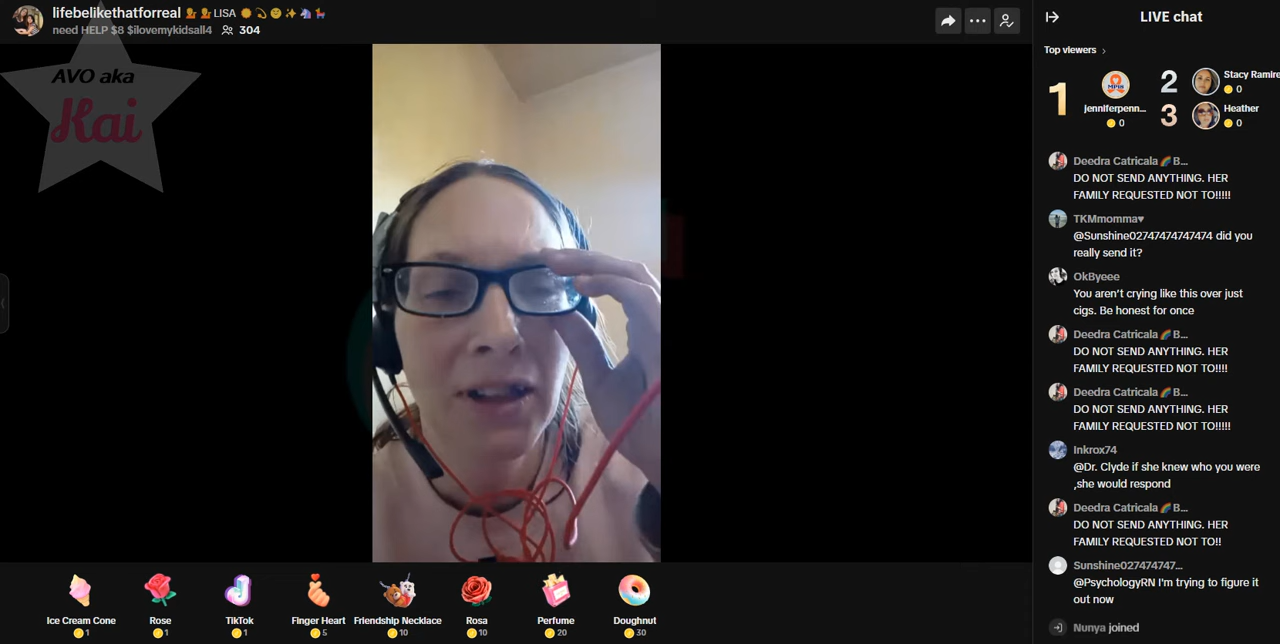 lifebelikethatforreal LISA
need HELP $8 $ilovemykidsall4 304
AVO aka
Kai
LIVE chat
Top viewers
1
jenniferpenn...
0
2
Stacy Ramire
0
3
Heather
0
Deedra Catricala B...
DO NOT SEND ANYTHING. HER
FAMILY REQUESTED NOT TO!!!!!
TKMmomma♥
@Sunshine02747474747474 did you
really send it?
OkByeee
You aren't crying like this over just
cigs. Be honest for once
Deedra Catricala B...
DO NOT SEND ANYTHING. HER
FAMILY REQUESTED NOT TO!!!!
Deedra Catricala B...
DO NOT SEND ANYTHING. HER
FAMILY REQUESTED NOT TO!!!!!
Inkrox74
@Dr. Clyde if she knew who you were
,she would respond
Deedra Catricala B...
DO NOT SEND ANYTHING. HER
FAMILY REQUESTED NOT TO!!
Sunshine027474747...
@PsychologyRN I'm trying to figure it
out now
Nunya joined
Ice Cream Cone
1
Rose
1
TikTok
1
Finger Heart
5
Friendship Necklace
10
Rosa
10
Perfume
20
Doughnut
30